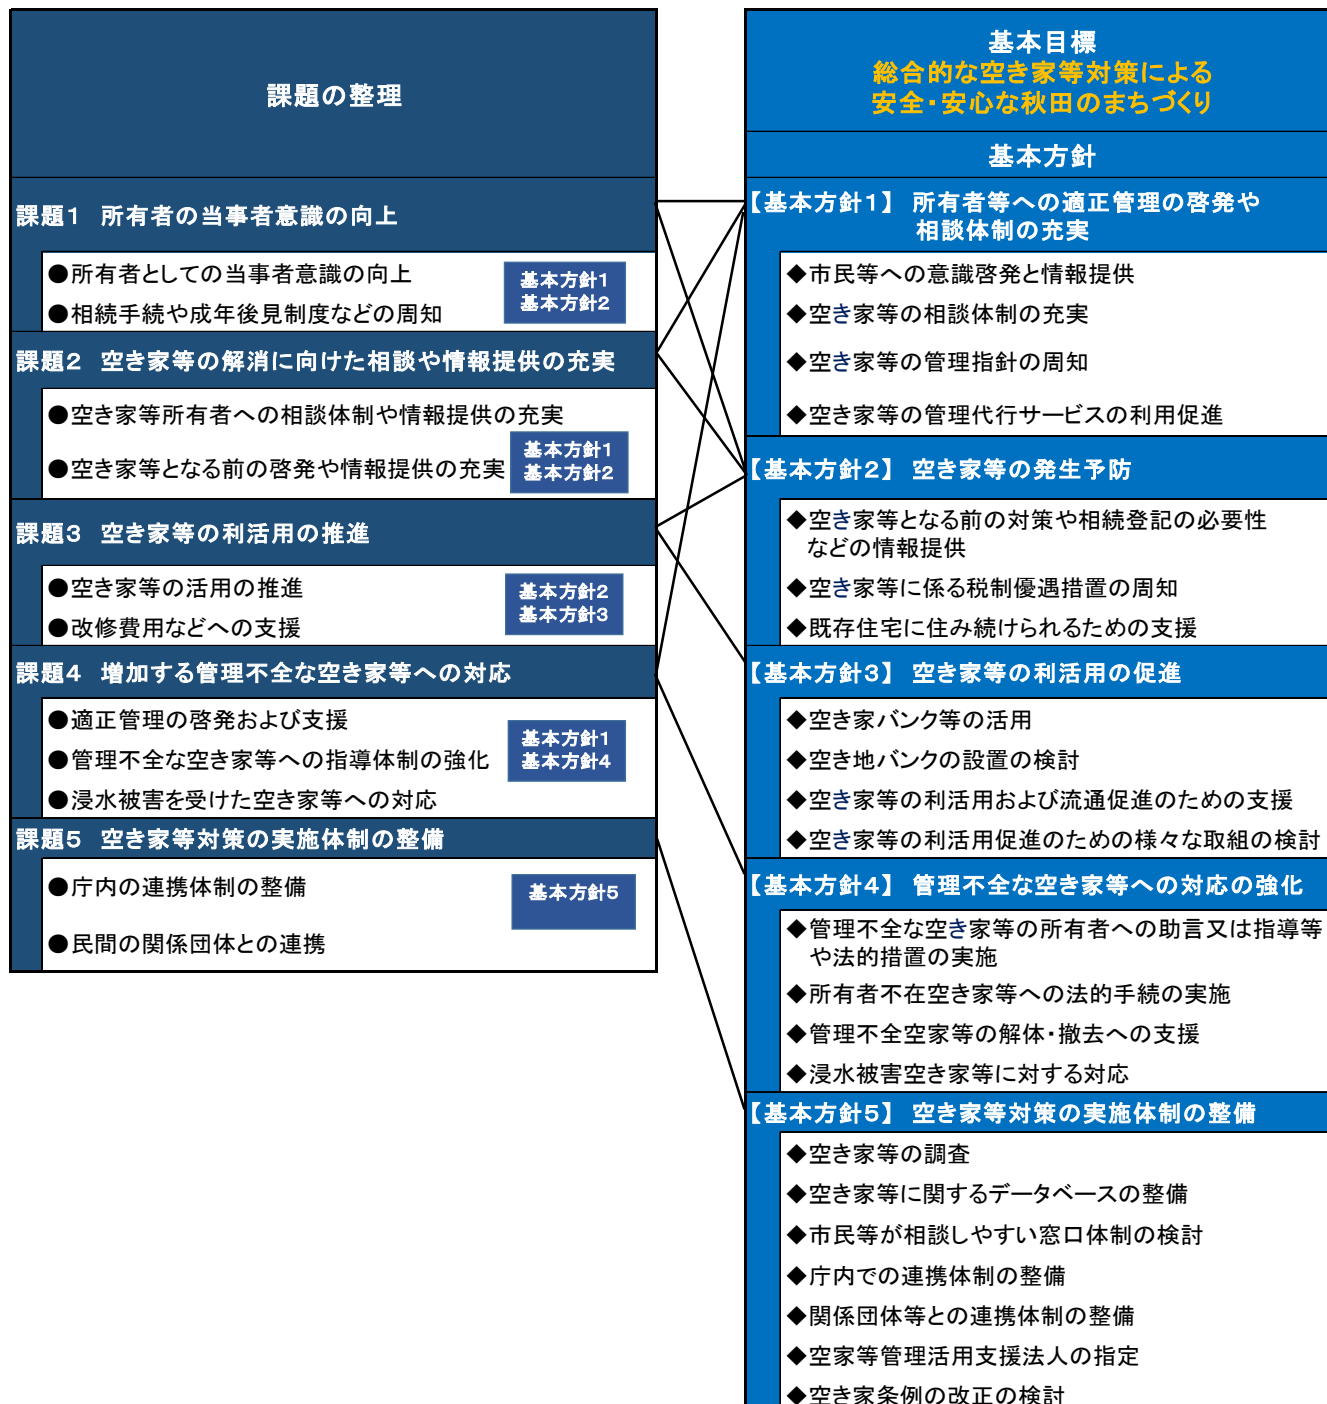 課題の整理
課題1 所有者の当事者意識の向上
●所有者としての当事者意識の向上
●相続手続や成年後見制度などの周知
基本方針1
基本方針2
課題2 空き家等の解消に向けた相談や情報提供の充実
●空き家等所有者への相談体制や情報提供の充実
●空き家等となる前の啓発や情報提供の充実
基本方針1
基本方針2
課題3 空き家等の利活用の推進
●空き家等の活用の推進
●改修費用などへの支援
基本方針2
基本方針3
課題4 増加する管理不全な空き家等への対応
●適正管理の啓発および支援
●管理不全な空き家等への指導体制の強化
●浸水被害を受けた空き家等への対応
基本方針1
基本方針4
課題5 空き家等対策の実施体制の整備
●庁内の連携体制の整備
●民間の関係団体との連携
基本方針5
基本目標
総合的な空き家等対策による
安全・安心な秋田のまちづくり
基本方針
【基本方針1】 所有者等への適正管理の啓発や
相談体制の充実
◆市民等への意識啓発と情報提供
◆空き家等の相談体制の充実
◆空き家等の管理指針の周知
◆空き家等の管理代行サービスの利用促進
【基本方針2】 空き家等の発生予防
◆空き家等となる前の対策や相続登記の必要性
などの情報提供
◆空き家等に係る税制優遇措置の周知
◆既存住宅に住み続けられるための支援
【基本方針3】 空き家等の利活用の促進
◆空き家バンク等の活用
◆空き地バンクの設置の検討
◆空き家等の利活用および流通促進のための支援
◆空き家等の利活用促進のための様々な取組の検討
【基本方針4】 管理不全な空き家等への対応の強化
◆管理不全な空き家等の所有者への助言又は指導等
や法的措置の実施
◆所有者不在空き家等への法的手続の実施
◆管理不全空家等の解体・撤去への支援
◆浸水被害空き家等に対する対応
【基本方針5】 空き家等対策の実施体制の整備
◆空き家等の調査
◆空き家等に関するデータベースの整備
◆市民等が相談しやすい窓口体制の検討
◆庁内での連携体制の整備
◆関係団体等との連携体制の整備
◆空家等管理活用支援法人の指定
◆空き家条例の改正の検討